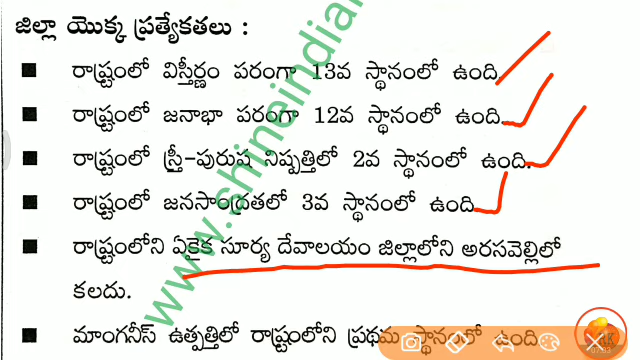 జిల్లా యొక్క ప్రత్యేకతలు :
రాష్ట్రంలో విస్తీర్ణం పరంగా 13వ స్థానంలో ఉంది.
రాష్ట్రంలో జనాభా పరంగా 12వ స్థానంలో ఉంది.
రాష్ట్రంలో స్త్రీ-పురుష నిష్పత్తిలో 2వ స్థానంలో ఉంది.
రాష్ట్రంలో జనసాంద్రతలో 3వ స్థానంలో ఉంది.
రాష్ట్రంలోని ఏకైక సూర్య దేవాలయం జిల్లాలోని అరసవెల్లిలో
కలదు.
మాంగనీస్ ఉత్పత్తిలో రాష్ట్రంలోని ప్రథమ స్థానంలో ఉంది.
www.shineindia